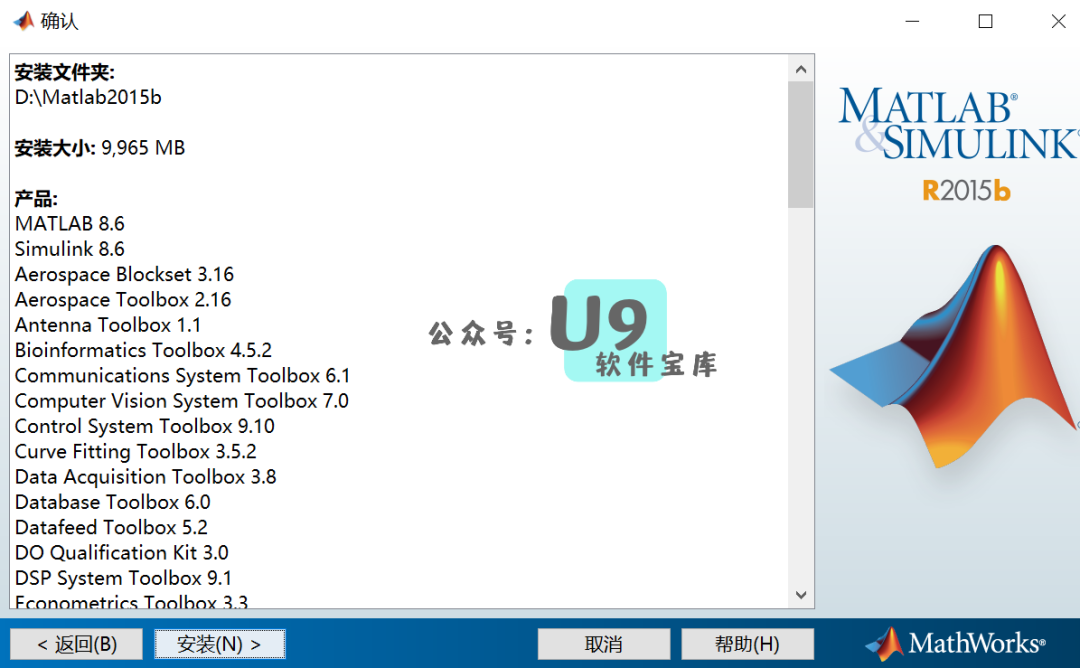 确认
安装文件夹:
D:\Matlab2015b
安装大小: 9,965 MB
产品:
MATLAB 8.6
Simulink 8.6
Aerospace Blockset 3.16
Aerospace Toolbox 2.16
Antenna Toolbox 1.1
Bioinformatics Toolbox 4.5.2
Communications System Toolbox 6.1
Computer Vision System Toolbox 7.0
Control System Toolbox 9.10
Curve Fitting Toolbox 3.5.2
Data Acquisition Toolbox 3.8
Database Toolbox 6.0
Datafeed Toolbox 5.2
DO Qualification Kit 3.0
DSP System Toolbox 9.1
Econometrics Toolbox 3.3
公众号: U9
软件宝库
MATLAB®
&SIMULINK®
R2015b
< 返回(B)
安装(N) >
取消
帮助(H)
MathWorks®